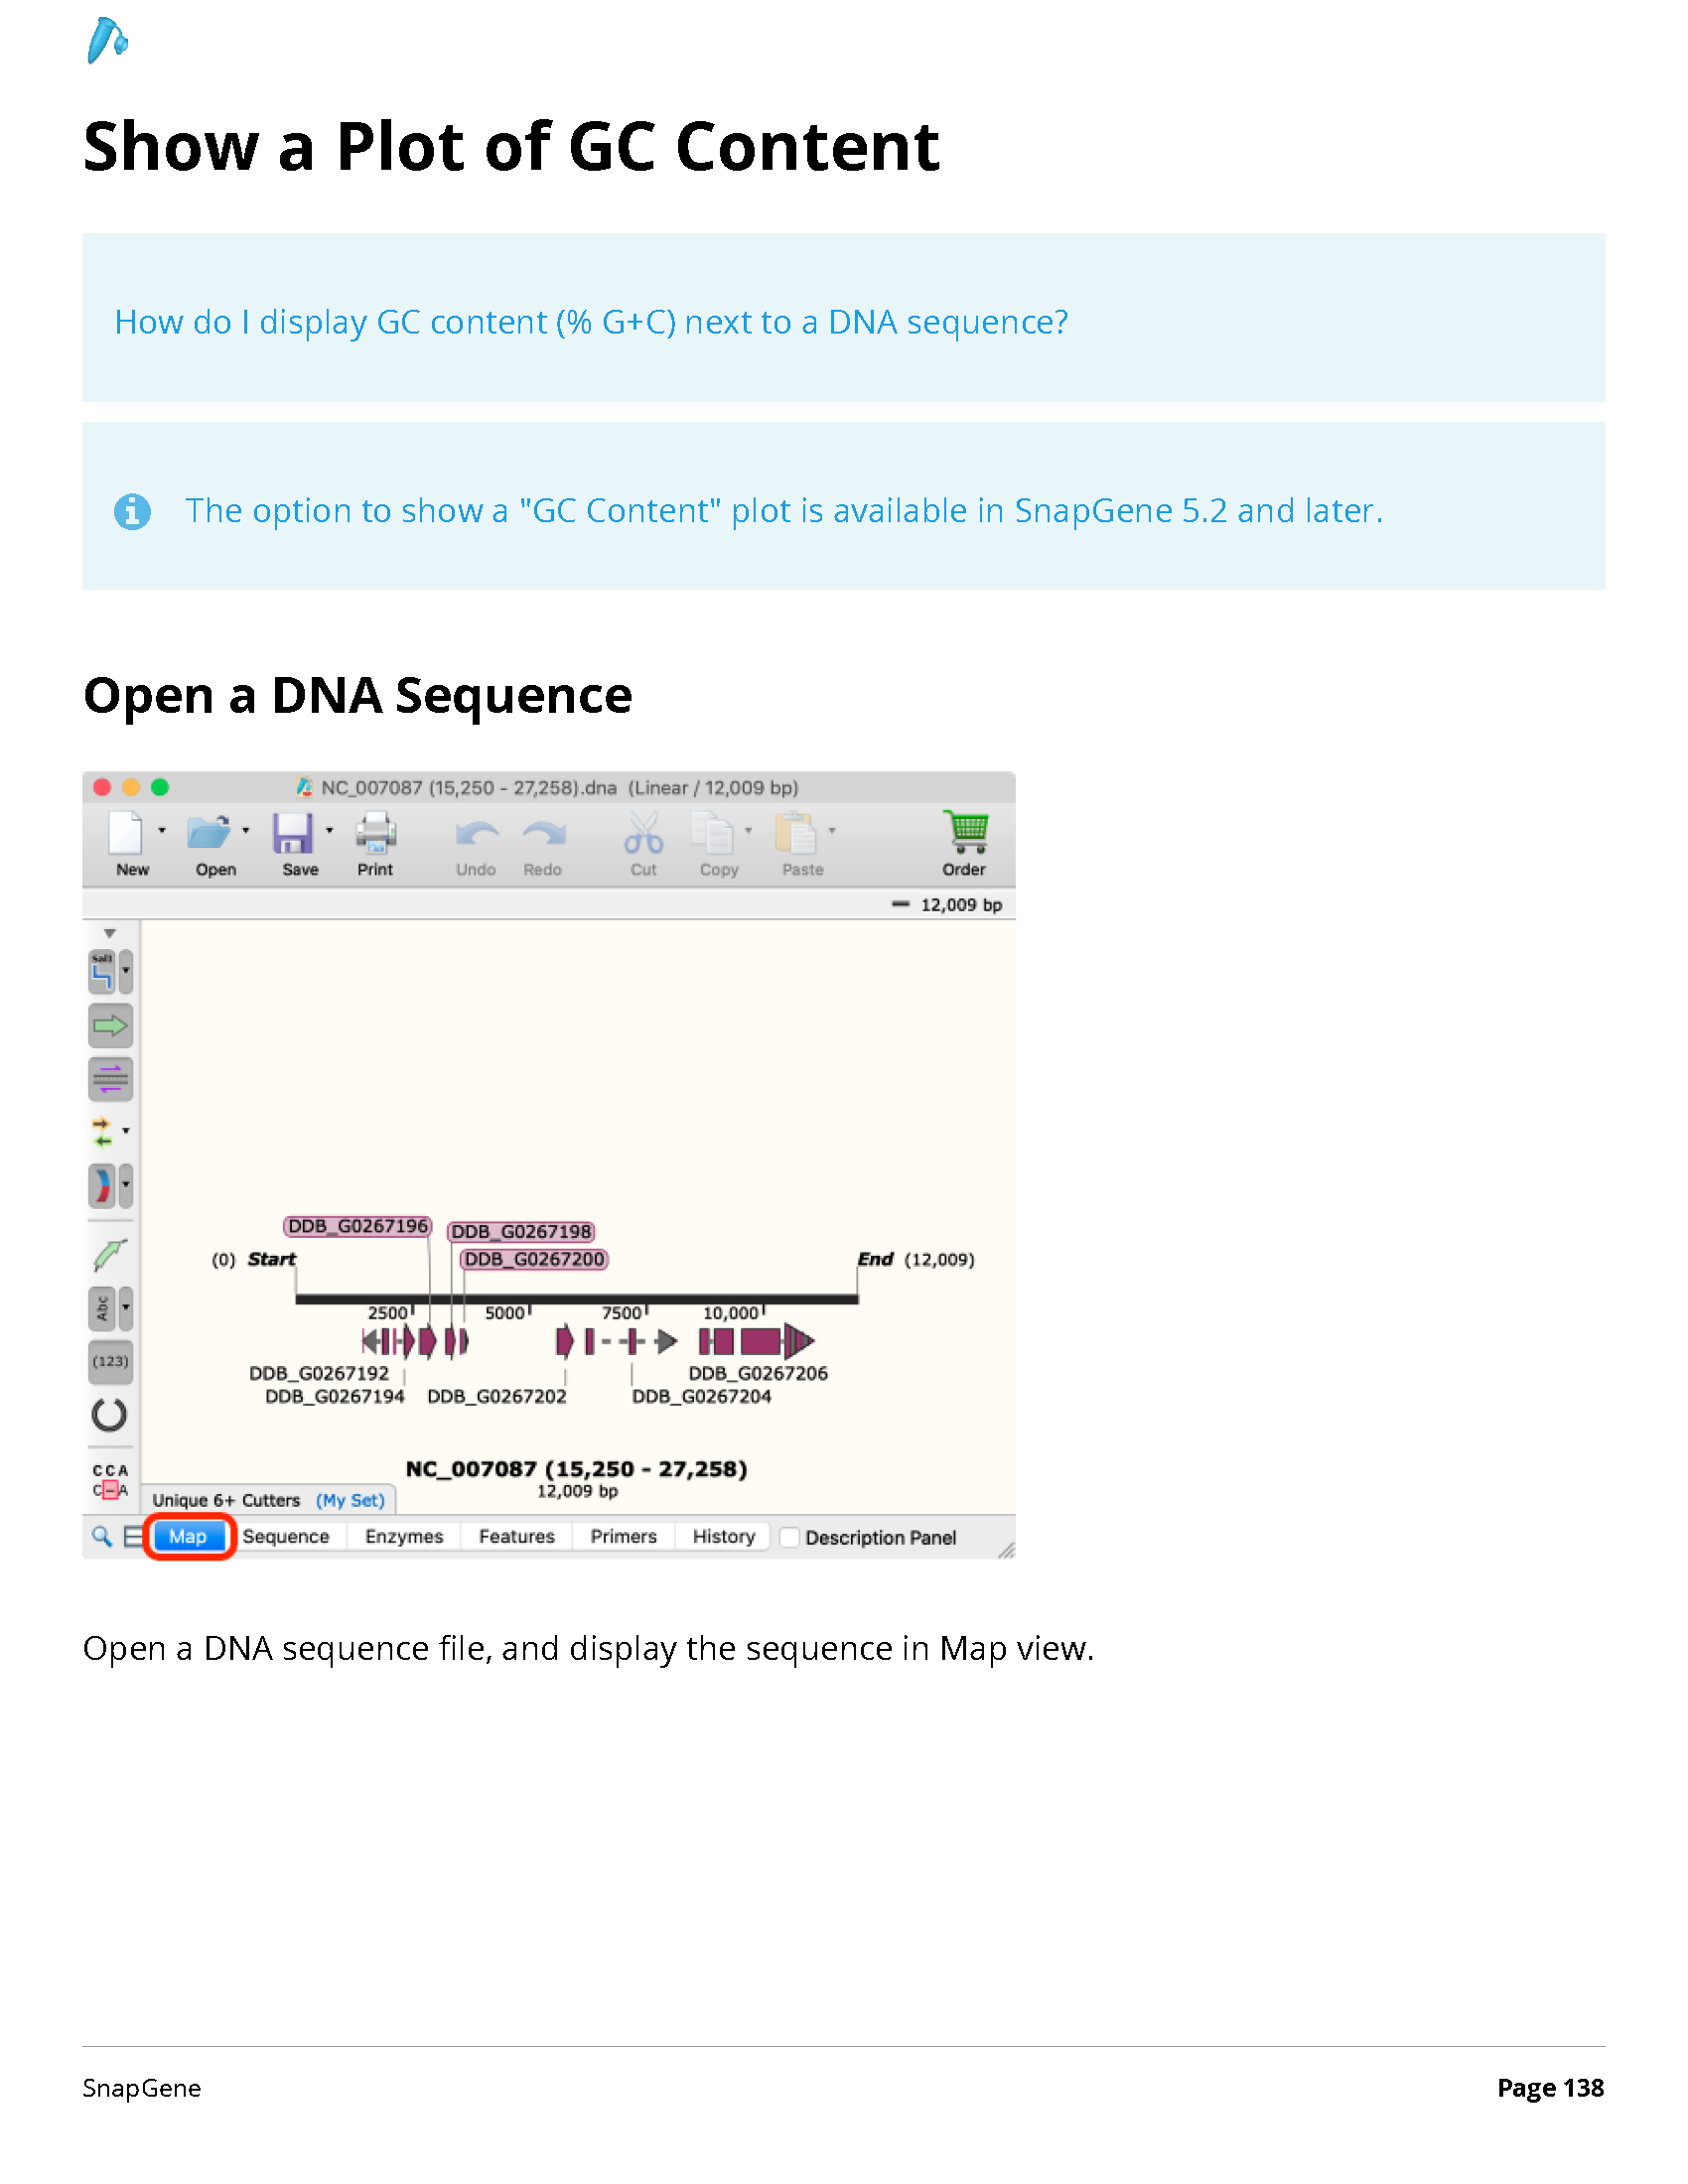 Show a Plot of GC Content
How do I display GC content (% G+C) next to a DNA sequence?
The option to show a "GC Content" plot is available in SnapGene 5.2 and later.
Open a DNA Sequence
NC_007087 (15,250 - 27,258).dna (Linear / 12,009 bp)
New Open Save Print Undo Redo Cut Copy Paste Order
12,009 bp
SalI
Abc
(123)
CCA
C–A
DDB_G0267196 DDB_G0267198
DDB_G0267200
(0) Start End (12,009)
2500 5000 7500 10,000
DDB_G0267192 DDB_G0267206
DDB_G0267194 DDB_G0267202 DDB_G0267204
NC_007087 (15,250 - 27,258)
12,009 bp
Unique 6+ Cutters (My Set)
Map Sequence Enzymes Features Primers History Description Panel
Open a DNA sequence file, and display the sequence in Map view.
SnapGene Page 138